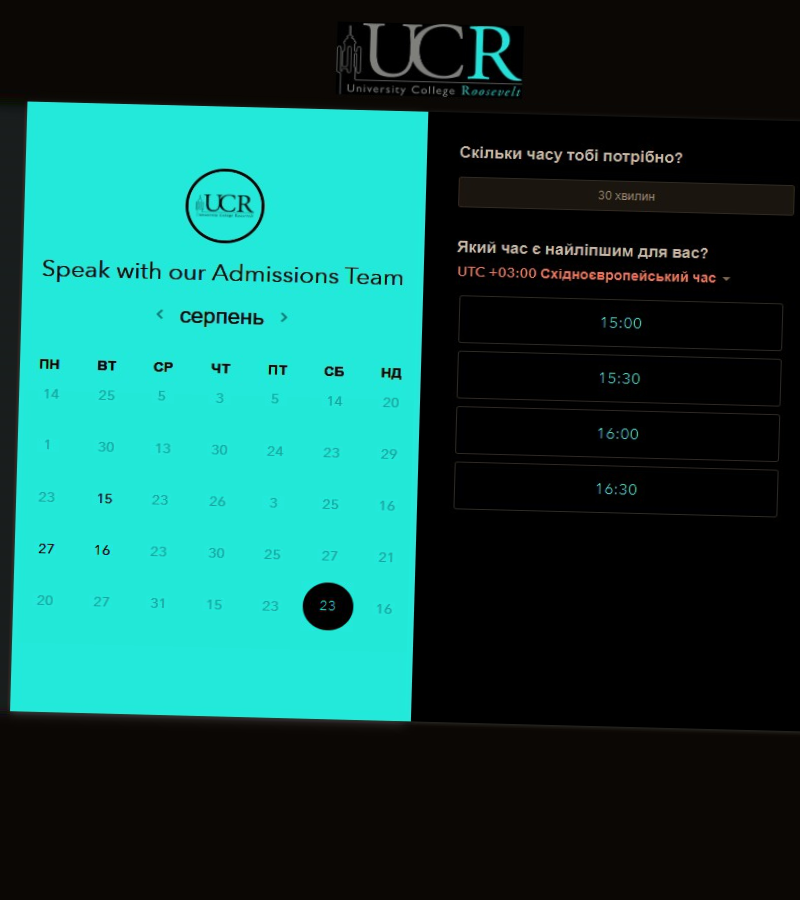 UCR
University College Roosevelt
UCR
Speak with our Admissions Team
серпень
ПН ВТ СР ЧТ ПТ СБ НД
14 25 5 3 5 14 20
1 30 13 30 24 23 29
23 15 23 26 3 25 16
27 16 23 30 25 27 21
20 27 31 15 23 23 16
Скільки часу тобі потрібно?
30 хвилин
Який час є найліпшим для вас?
UTC +03:00 Східноєвропейський час
15:00
15:30
16:00
16:30